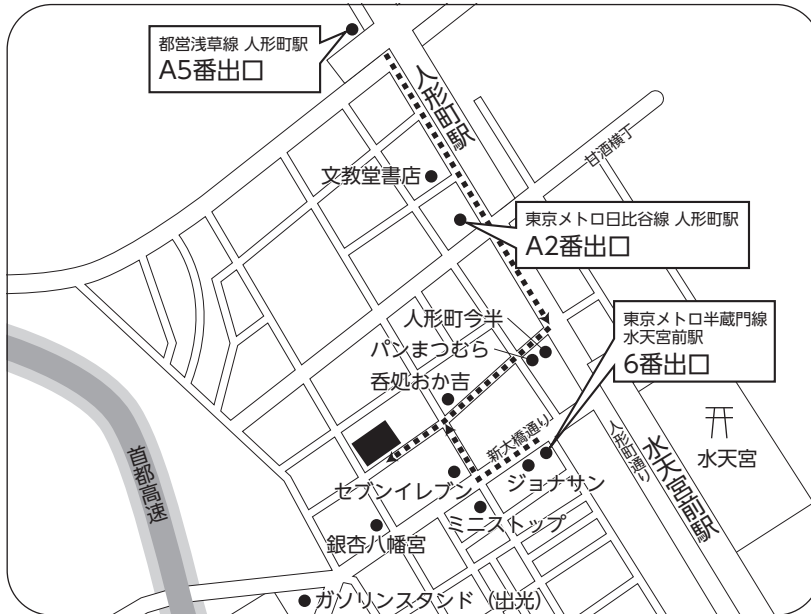 都営浅草線 人形町駅
A5番出口
人形町駅
甘酒横丁
文教堂書店
東京メトロ日比谷線 人形町駅
A2番出口
人形町今半
パンまつむら
呑処おか吉
東京メトロ半蔵門線
水天宮前駅
6番出口
首都高速
新大橋通り
人形町通り
水天宮前駅
水天宮
セブンイレブン
ジョナサン
ミニストップ
銀杏八幡宮
ガソリンスタンド（出光）